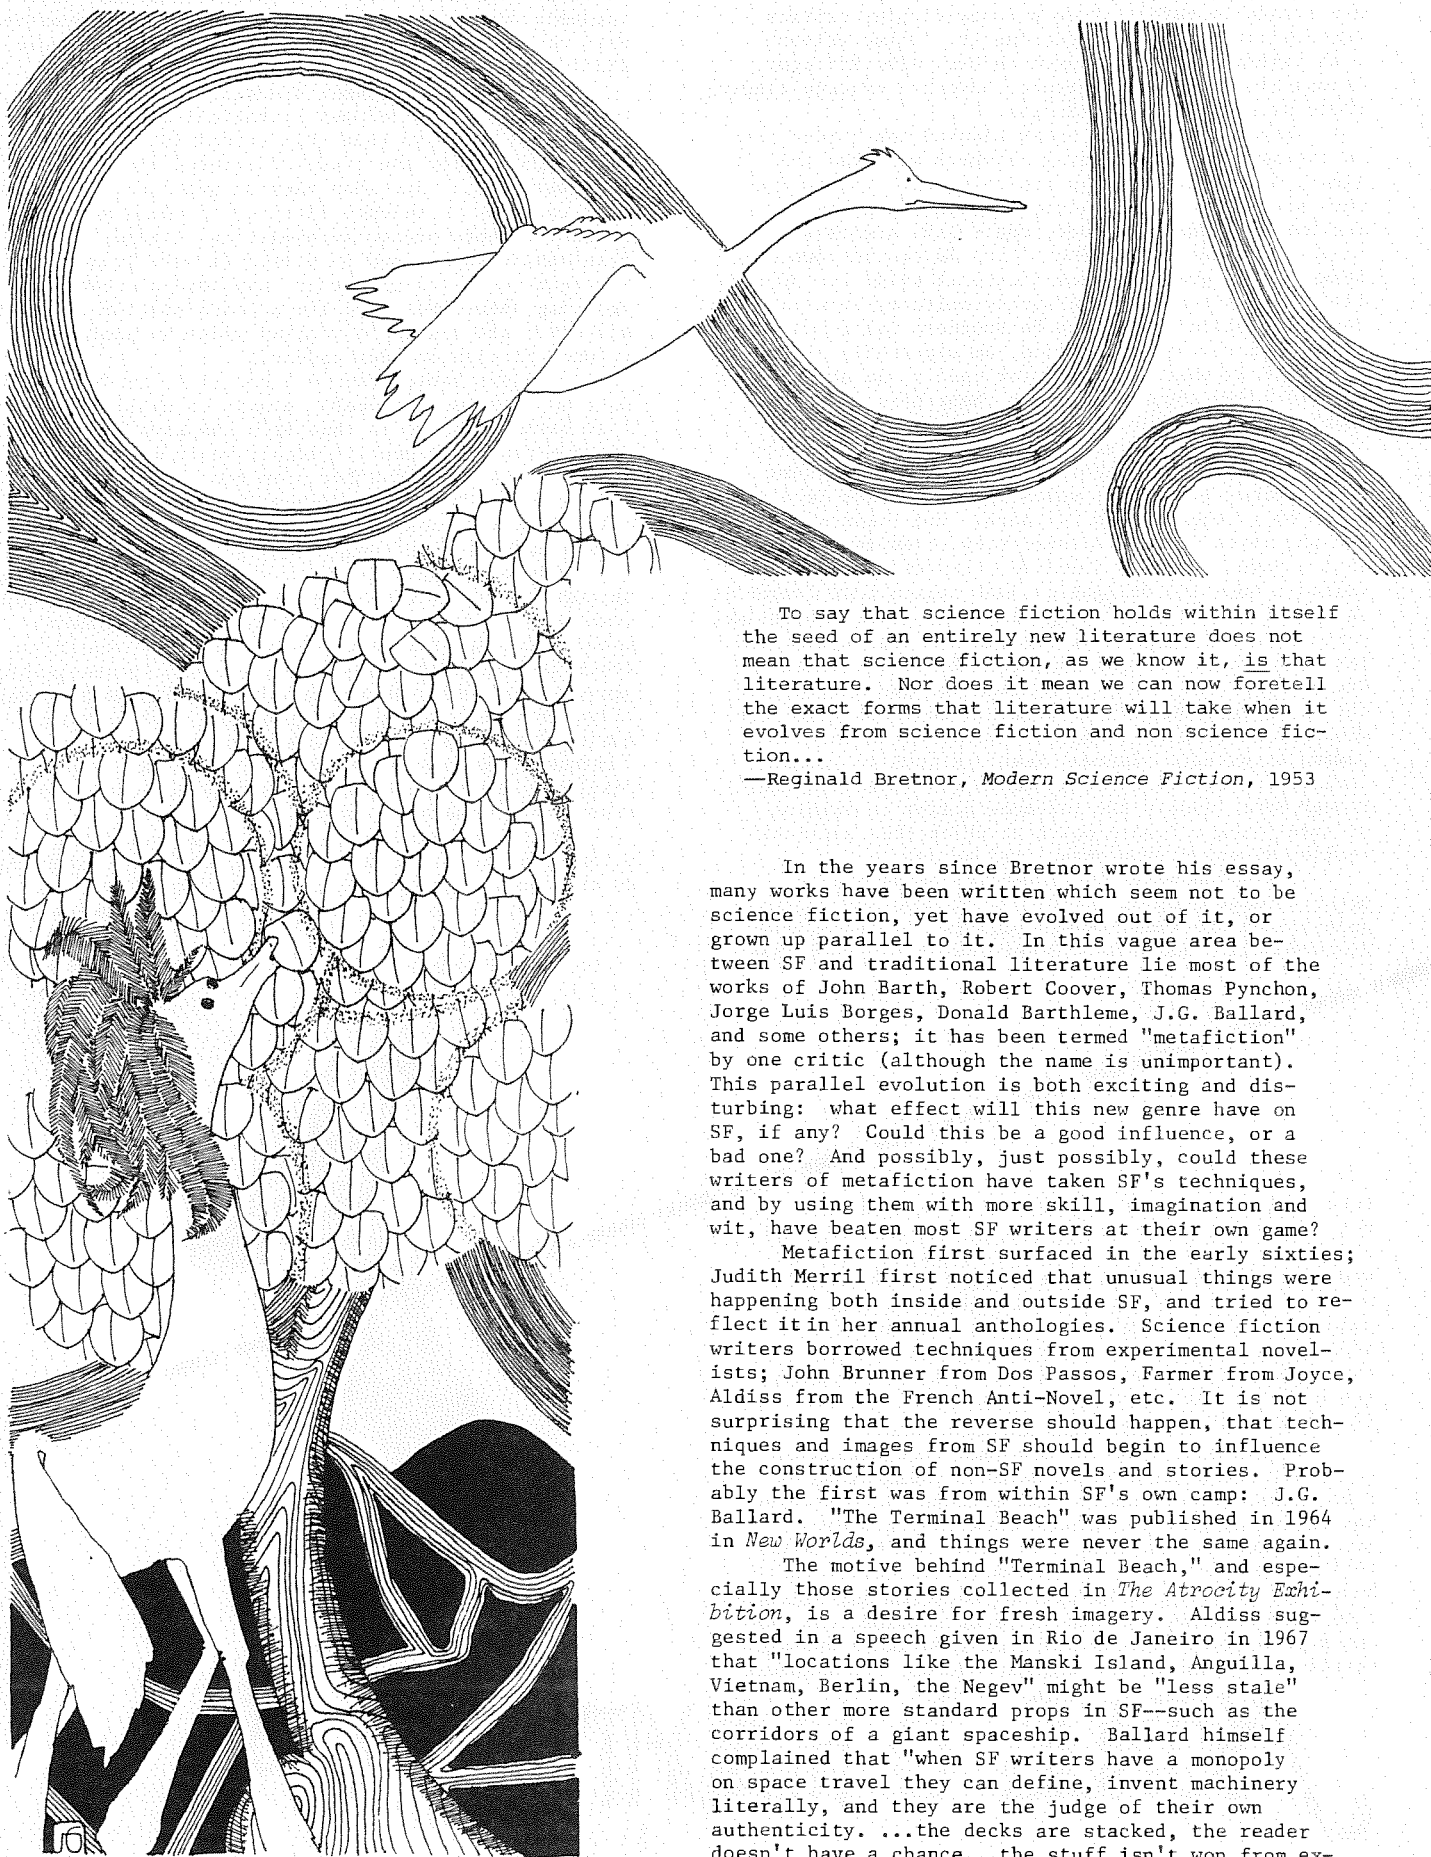 To say that science fiction holds within itself
the seed of an entirely new literature does not
mean that science fiction, as we know it, is that
literature.  Nor does it mean we can now foretell
the exact forms that literature will take when it
evolves from science fiction and non science fic-
tion...
—Reginald Bretnor, Modern Science Fiction, 1953
In the years since Bretnor wrote his essay,
many works have been written which seem not to be
science fiction, yet have evolved out of it, or
grown up parallel to it.  In this vague area be-
tween SF and traditional literature lie most of the
works of John Barth, Robert Coover, Thomas Pynchon,
Jorge Luis Borges, Donald Barthleme, J.G. Ballard,
and some others; it has been termed "metafiction"
by one critic (although the name is unimportant).
This parallel evolution is both exciting and dis-
turbing:  what effect will this new genre have on
SF, if any?  Could this be a good influence, or a
bad one?  And possibly, just possibly, could these
writers of metafiction have taken SF's techniques,
and by using them with more skill, imagination and
wit, have beaten most SF writers at their own game?
Metafiction first surfaced in the early sixties;
Judith Merril first noticed that unusual things were
happening both inside and outside SF, and tried to re-
flect it in her annual anthologies.  Science fiction
writers borrowed techniques from experimental novel-
ists; John Brunner from Dos Passos, Farmer from Joyce,
Aldiss from the French Anti-Novel, etc.  It is not
surprising that the reverse should happen, that tech-
niques and images from SF should begin to influence
the construction of non-SF novels and stories.  Prob-
ably the first was from within SF's own camp:  J.G.
Ballard.  "The Terminal Beach" was published in 1964
in New Worlds, and things were never the same again.
The motive behind "Terminal Beach," and espe-
cially those stories collected in The Atrocity Exhi-
bition, is a desire for fresh imagery.  Aldiss sug-
gested in a speech given in Rio de Janeiro in 1967
that "locations like the Manski Island, Anguilla,
Vietnam, Berlin, the Negev" might be "less stale"
than other more standard props in SF--such as the
corridors of a giant spaceship.  Ballard himself
complained that "when SF writers have a monopoly
on space travel they can define, invent machinery
literally, and they are the judge of their own
authenticity. ...the decks are stacked, the reader
doesn't have a chance...the stuff isn't won from ex-